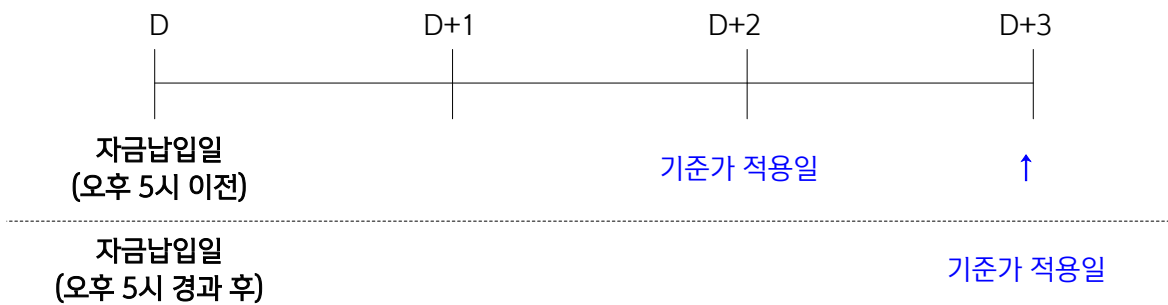 D D+1 D+2 D+3
자금납입일
(오후 5시 이전)
기준가 적용일 ↑
자금납입일
(오후 5시 경과 후)
기준가 적용일